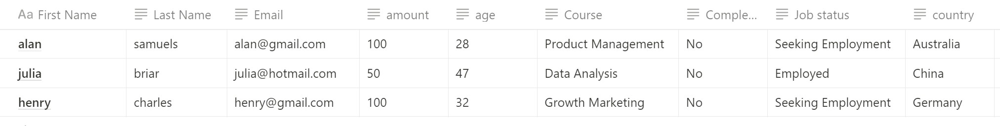 Aa First Name Last Name Email amount age Course Comple... Job status country
alan samuels alan@gmail.com 100 28 Product Management No Seeking Employment Australia
julia briar julia@hotmail.com 50 47 Data Analysis No Employed China
henry charles henry@gmail.com 100 32 Growth Marketing No Seeking Employment Germany